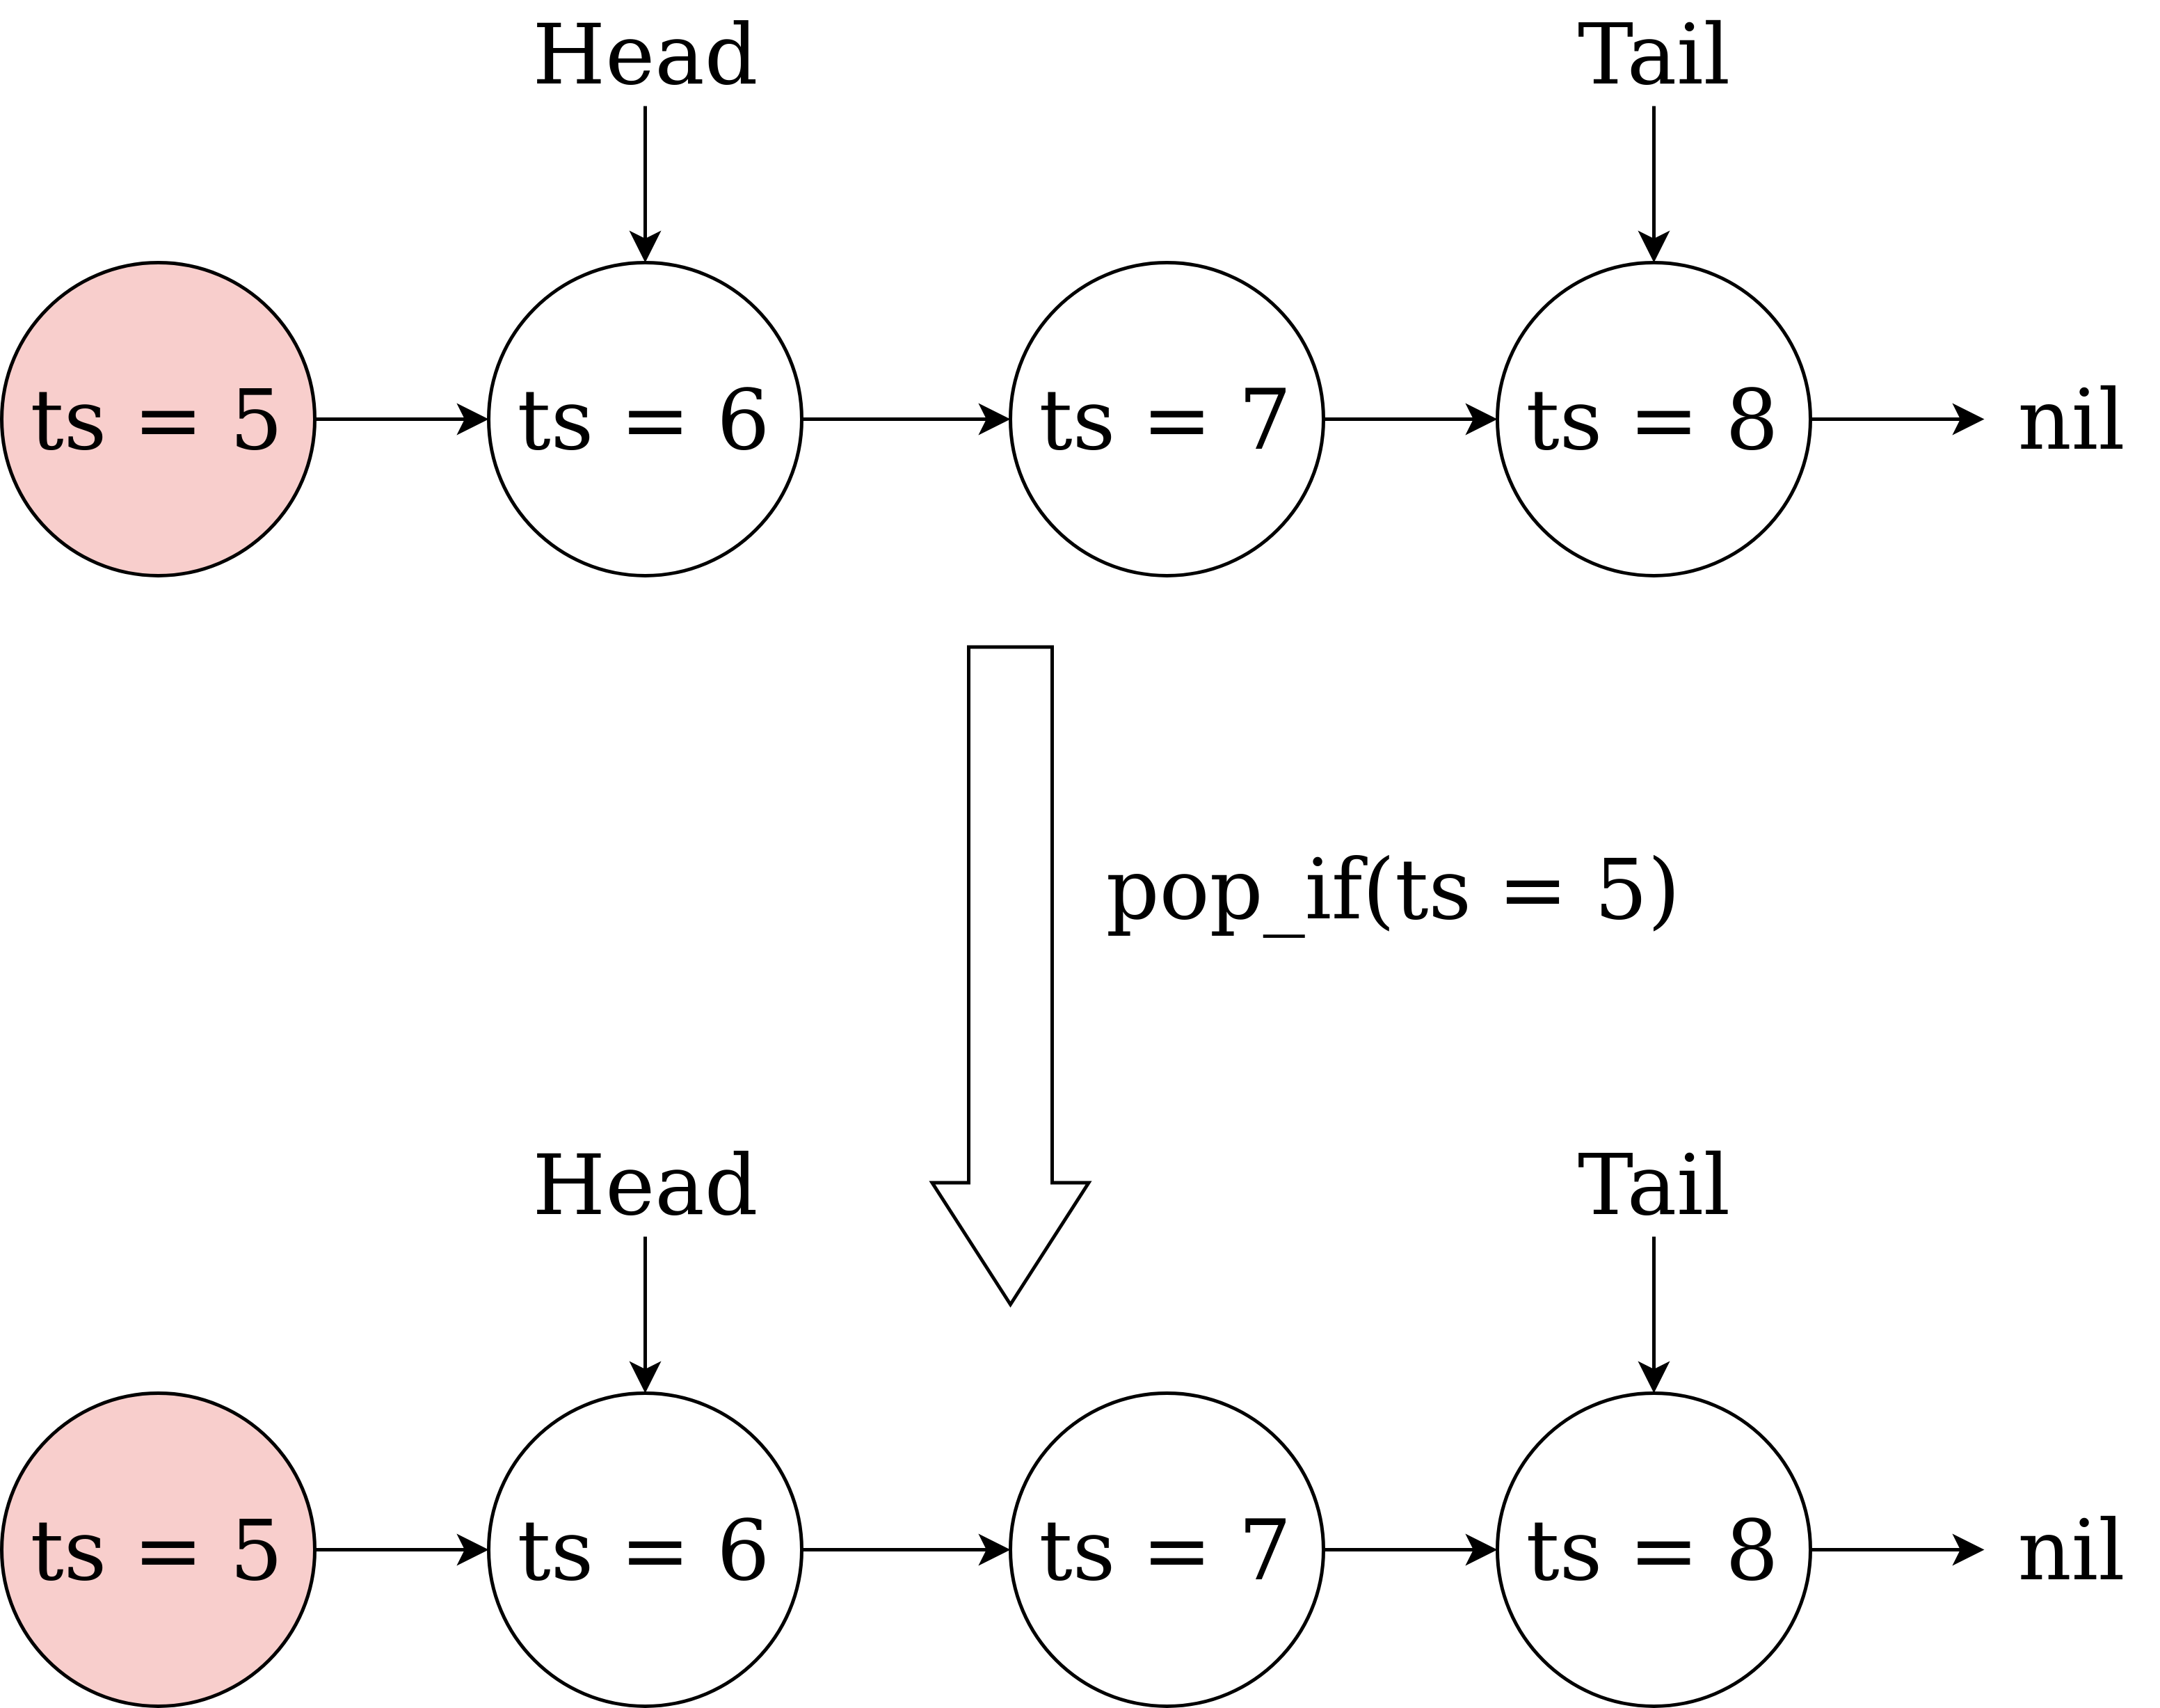 Head
Tail
ts = 5
ts = 6
ts = 7
ts = 8
nil
pop_if(ts = 5)
Head
Tail
ts = 5
ts = 6
ts = 7
ts = 8
nil